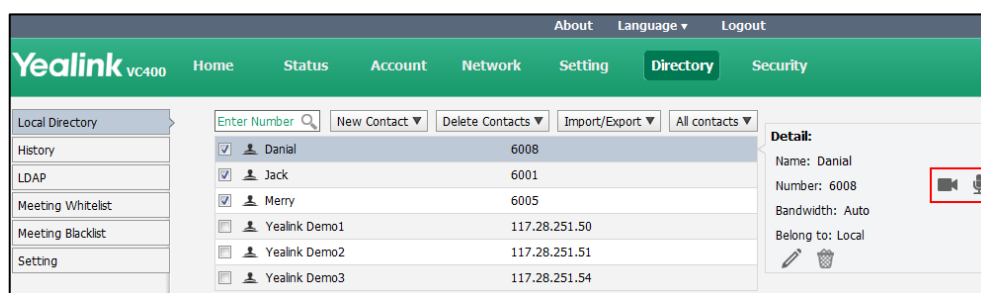 About Language ▾ Logout
Yealink VC400 Home Status Account Network Setting Directory Security
Local Directory
History
LDAP
Meeting Whitelist
Meeting Blacklist
Setting
Enter Number New Contact ▼ Delete Contacts ▼ Import/Export ▼ All contacts ▼
Danial 6008
Jack 6001
Merry 6005
Yealink Demo1 117.28.251.50
Yealink Demo2 117.28.251.51
Yealink Demo3 117.28.251.54
Detail:
Name: Danial
Number: 6008
Bandwidth: Auto
Belong to: Local